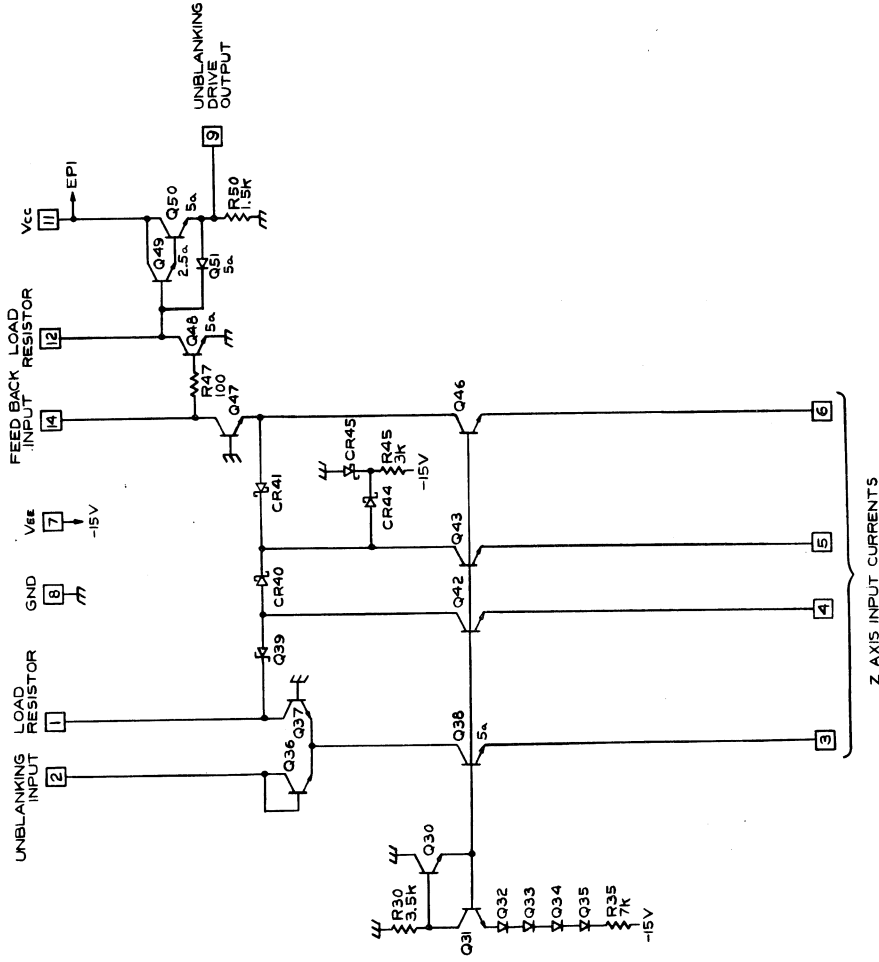 UNBLANKING
INPUT
2
LOAD
RESISTOR
1
GND
8
VEE
7
-15V
FEED BACK
INPUT
14
LOAD
RESISTOR
12
Vcc
11
EPI
UNBLANKING
DRIVE
OUTPUT
9
Q49
Q50
2.5a
5a
Q51
5a
R50
1.5k
Q48
5a
R47
100
Q47
Q36
Q37
Q39
CR40
CR41
CR45
R45
3k
-15V
CR44
Q38
5a
Q42
Q43
Q46
R30
3.5k
Q30
Q31
Q32
Q33
Q34
Q35
R35
7k
-15V
3
4
5
6
Z AXIS INPUT CURRENTS